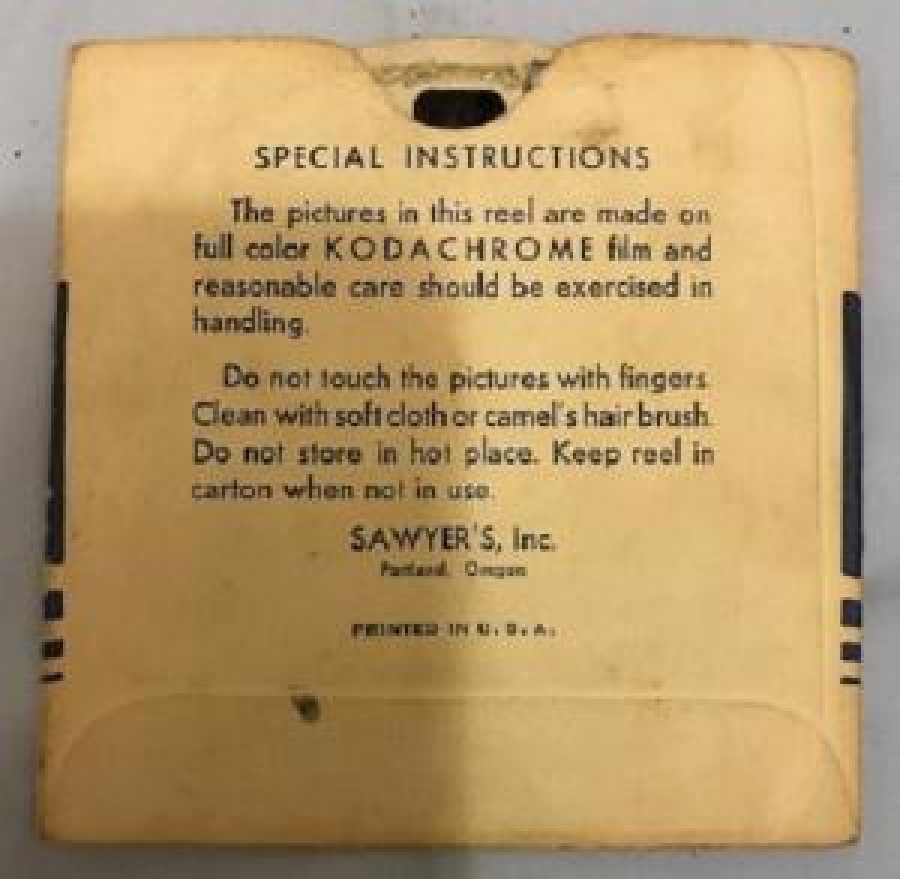 SPECIAL INSTRUCTIONS
The pictures in this reel are made on
full color KODACHROME film and
reasonable care should be exercised in
handling.
Do not touch the pictures with fingers.
Clean with soft cloth or camel's hair brush.
Do not store in hot place. Keep reel in
carton when not in use.
SAWYER'S, Inc.
Portland, Oregon
PRINTED IN U.S.A.